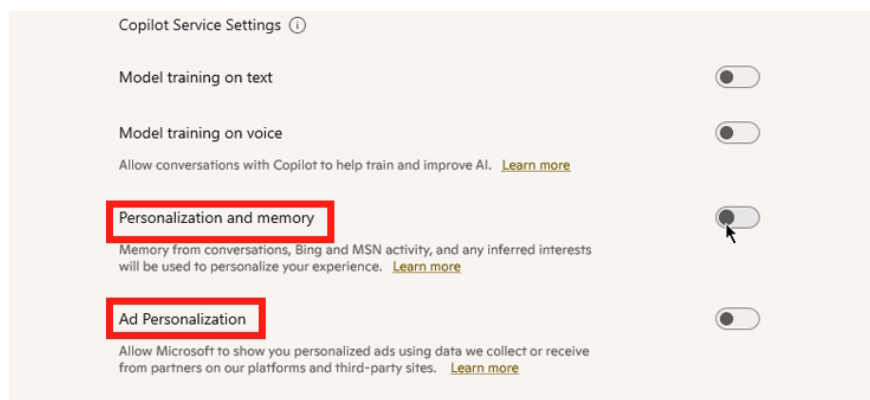 Copilot Service Settings
Model training on text
Model training on voice
Allow conversations with Copilot to help train and improve AI. Learn more
Personalization and memory
Memory from conversations, Bing and MSN activity, and any inferred interests
will be used to personalize your experience. Learn more
Ad Personalization
Allow Microsoft to show you personalized ads using data we collect or receive
from partners on our platforms and third-party sites. Learn more